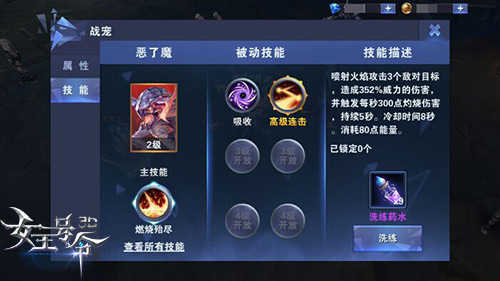 战宠
属性
技能
恶了魔
被动技能
技能描述
2级
主技能
燃烧殆尽
查看所有技能
吸收
高级连击
3级
开放
3级
开放
4级
开放
4级
开放
喷射火焰攻击3个敌对目标
，造成352%威力的伤害，
并触发每秒300点灼烧伤害
，持续5秒。冷却时间8秒
。消耗80点能量。
已锁定0个
x9
洗练药水
洗练
女王号令3D